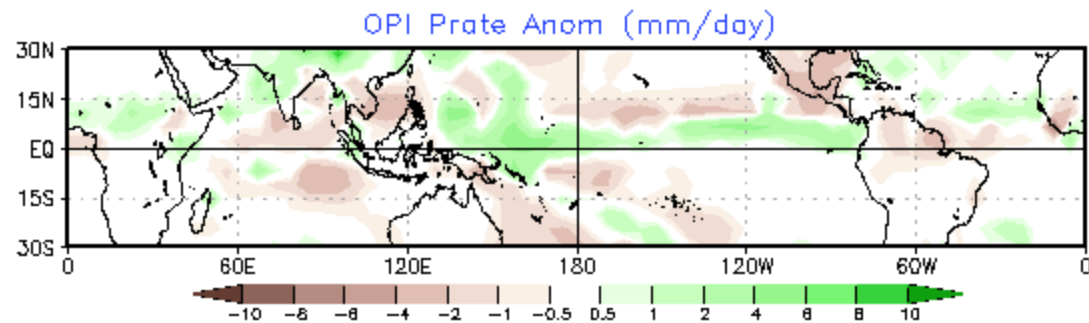 OPI Prate Anom (mm/day)
30N
15N
EQ
15S
30S
0 60E 120E 180 120W 60W 0
-10 -8 -6 -4 -2 -1 -0.5 0.5 1 2 4 6 8 10